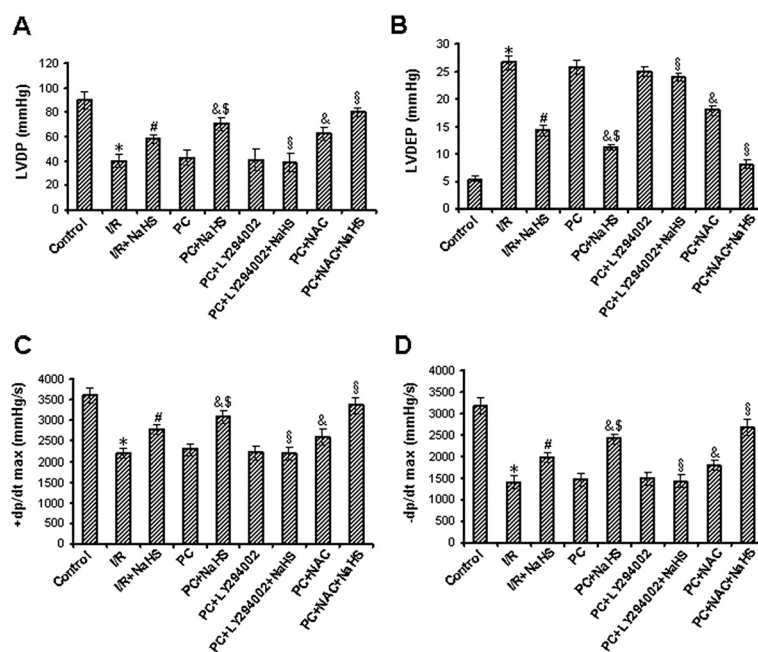 A
LVDP (mmHg)
120
100
80
60
40
20
0
*
#
&$
§
&
§
Control
I/R
I/R+NaHS
PC
PC+NaHS
PC+LY294002
PC+LY294002+NaHS
PC+NAC
PC+NAC+NaHS
B
LVDEP (mmHg)
30
25
20
15
10
5
0
*
#
&$
§
&
§
Control
I/R
I/R+NaHS
PC
PC+NaHS
PC+LY294002
PC+LY294002+NaHS
PC+NAC
PC+NAC+NaHS
C
+dp/dt max (mmHg/s)
4000
3500
3000
2500
2000
1500
1000
500
0
*
#
&$
§
&
§
Control
I/R
I/R+NaHS
PC
PC+NaHS
PC+LY294002
PC+LY294002+NaHS
PC+NAC
PC+NAC+NaHS
D
-dp/dt max (mmHg/s)
4000
3500
3000
2500
2000
1500
1000
500
0
*
#
&$
§
&
§
Control
I/R
I/R+NaHS
PC
PC+NaHS
PC+LY294002
PC+LY294002+NaHS
PC+NAC
PC+NAC+NaHS